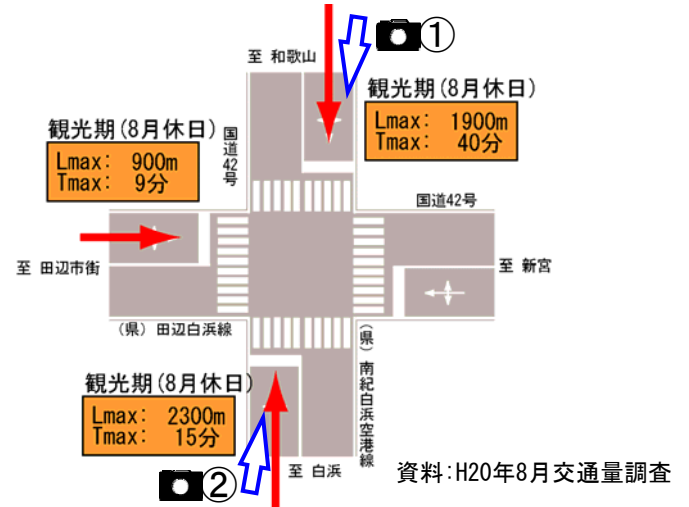 ①
至 和歌山
観光期(8月休日)
Lmax: 1900m
Tmax: 40分
観光期(8月休日)
Lmax: 900m
Tmax: 9分
国道42号
国道42号
至 田辺市街
至 新宮
(県) 田辺白浜線
(県) 南紀白浜空港線
観光期(8月休日)
Lmax: 2300m
Tmax: 15分
②
至 白浜
資料:H20年8月交通量調査